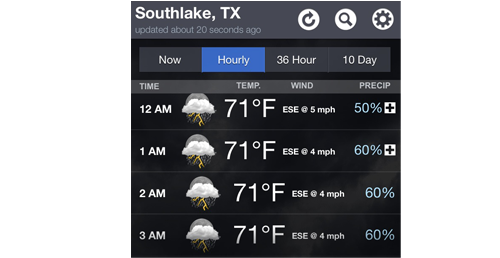 Southlake, TX
updated about 20 seconds ago
Now Hourly 36 Hour 10 Day
TIME TEMP. WIND PRECIP
12 AM 71°F ESE @ 5 mph 50%
1 AM 71°F ESE @ 4 mph 60%
2 AM 71°F ESE @ 4 mph 60%
3 AM 71°F ESE @ 4 mph 60%